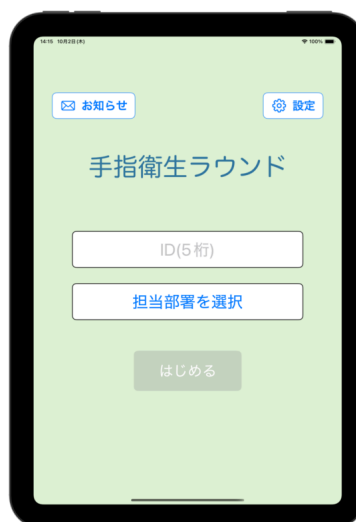 14:15 10月2日(木) 100%
お知らせ 設定
手指衛生ラウンド
ID(5桁)
担当部署を選択
はじめる